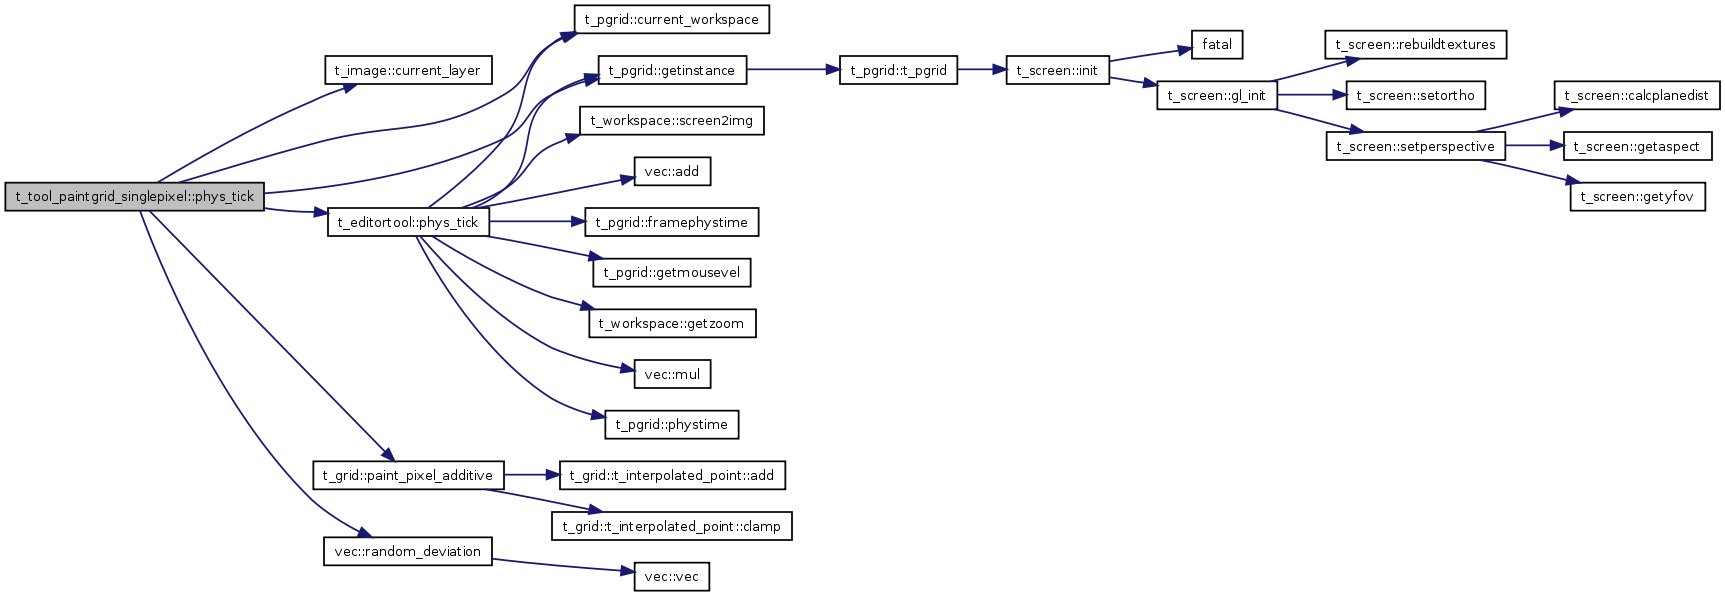 t_pgrid::current_workspace
t_image::current_layer
t_pgrid::getinstance
t_pgrid::t_pgrid
t_screen::init
fatal
t_screen::rebuildtextures
t_screen::gl_init
t_screen::setortho
t_screen::calcplanedist
t_workspace::screen2img
t_screen::setperspective
t_screen::getaspect
vec::add
t_tool_paintgrid_singlepixel::phys_tick
t_screen::getyfov
t_editortool::phys_tick
t_pgrid::framephystime
t_pgrid::getmousevel
t_workspace::getzoom
vec::mul
t_pgrid::phystime
t_grid::paint_pixel_additive
t_grid::t_interpolated_point::add
t_grid::t_interpolated_point::clamp
vec::random_deviation
vec::vec